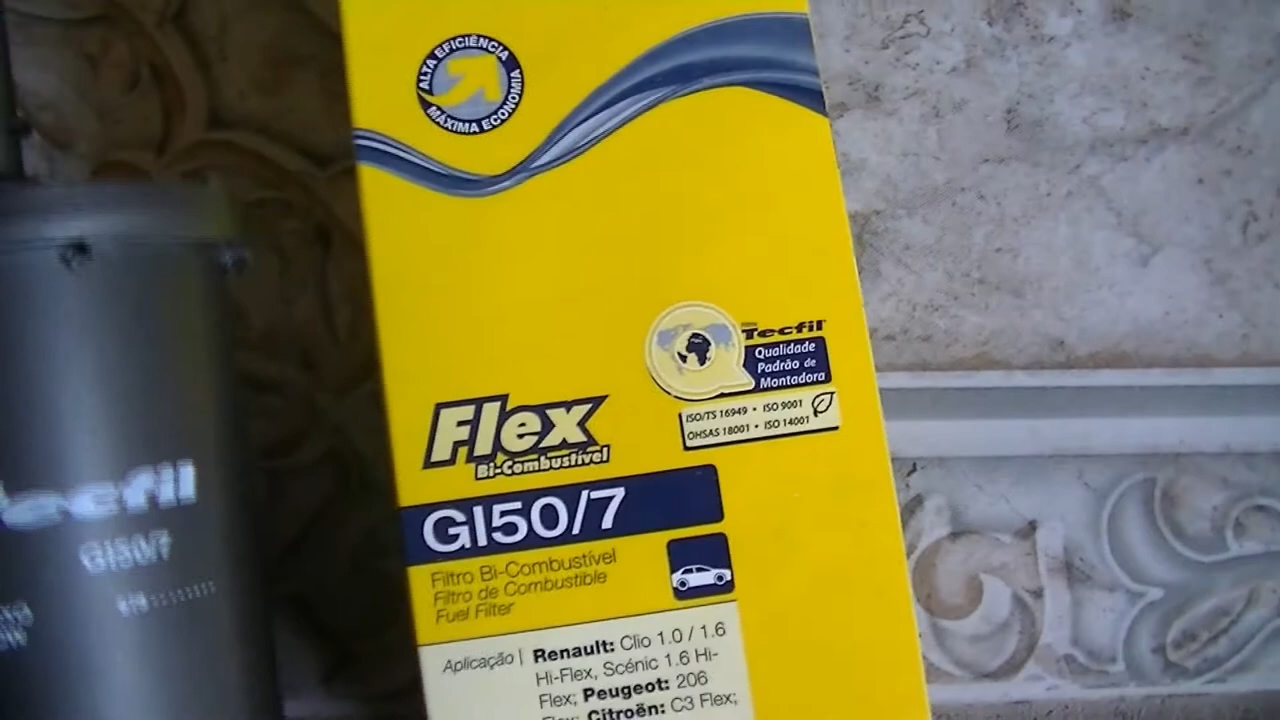 ALTA EFICIÊNCIA
MÁXIMA ECONOMIA
Tecfil
Qualidade
Padrão de
Montadora
ISO/TS 16949 • ISO 9001
OHSAS 18001 • ISO 14001
Flex
Bi-Combustível
GI50/7
Filtro Bi-Combustível
Filtro de Combustible
Fuel Filter
Aplicação | Renault: Clio 1.0 / 1.6
Hi-Flex, Scénic 1.6 Hi-
Flex; Peugeot: 206
Flex; Citroën: C3 Flex;
Tecfil
GI50/7